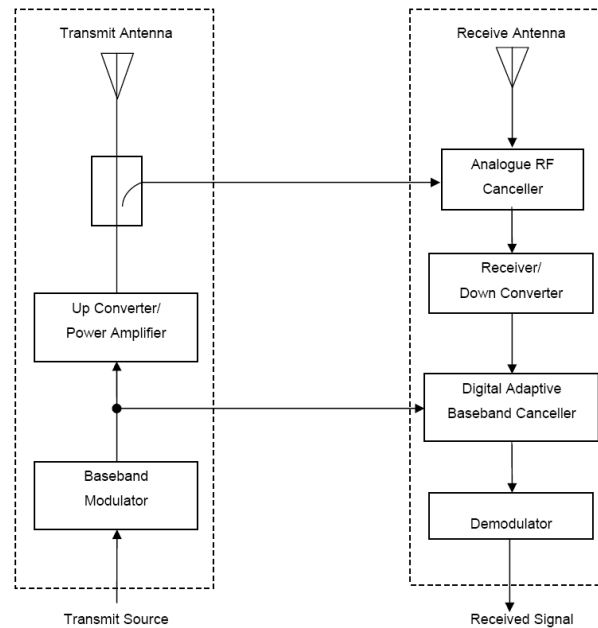 Transmit Antenna
Up Converter/
Power Amplifier
Baseband
Modulator
Transmit Source
Receive Antenna
Analogue RF
Canceller
Receiver/
Down Converter
Digital Adaptive
Baseband Canceller
Demodulator
Received Signal